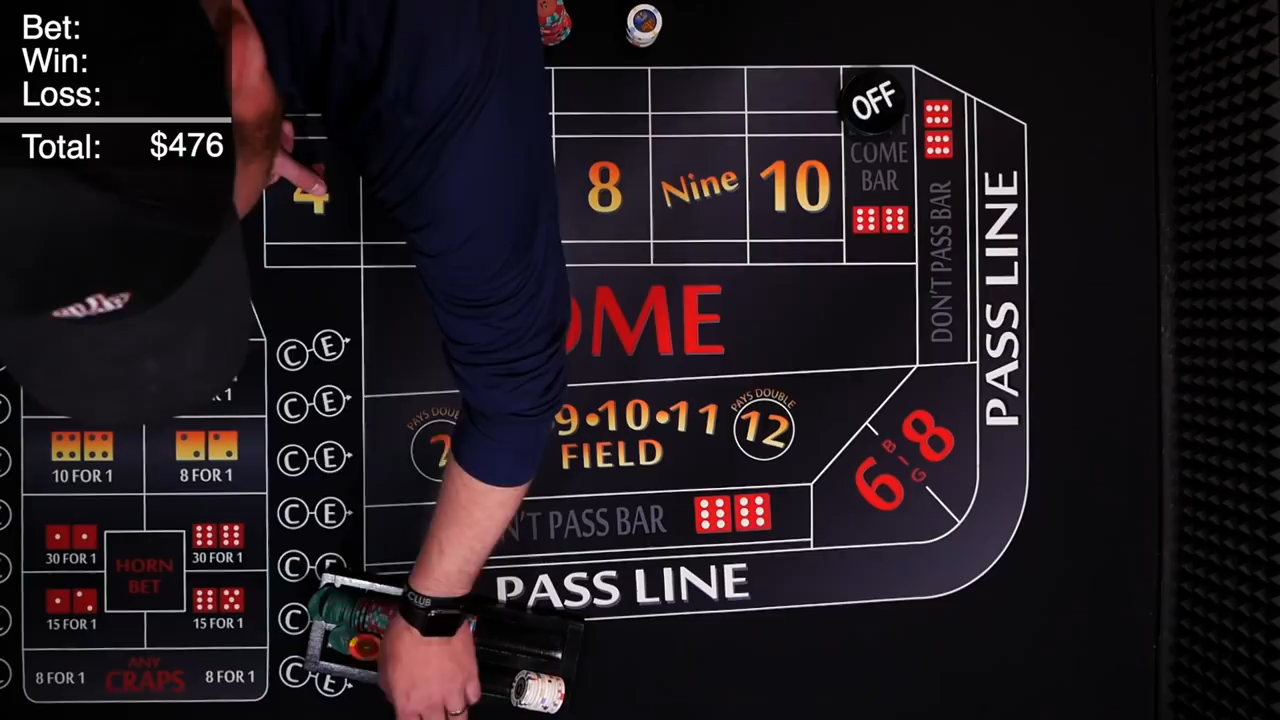 Bet:
Win:
Loss:
Total: $476
OFF
4
8
Nine
10
COME
BAR
DON'T PASS BAR
PASS LINE
OME
PAYS DOUBLE
9•10•11
12
FIELD
6
BIG
8
N'T PASS BAR
PASS LINE
C E
C E
C E
C E
C E
C
C E
10 FOR 1
8 FOR 1
30 FOR 1
30 FOR 1
HORN
BET
15 FOR 1
15 FOR 1
8 FOR 1
ANY
CRAPS
8 FOR 1
CLUB